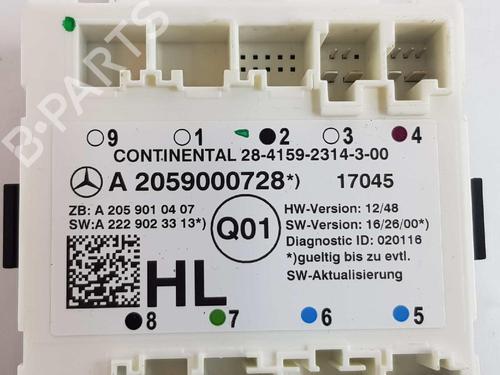 B-PARTS
9 1 2 3 4
CONTINENTAL 28-4159-2314-3-00
A 2059000728*) 17045
ZB: A 205 901 04 07
SW:A 222 902 33 13*)
Q01
HW-Version: 12/48
SW-Version: 16/26/00*)
Diagnostic ID: 020116
*)gueltig bis zu evtl.
SW-Aktualisierung
HL
8 7 6 5